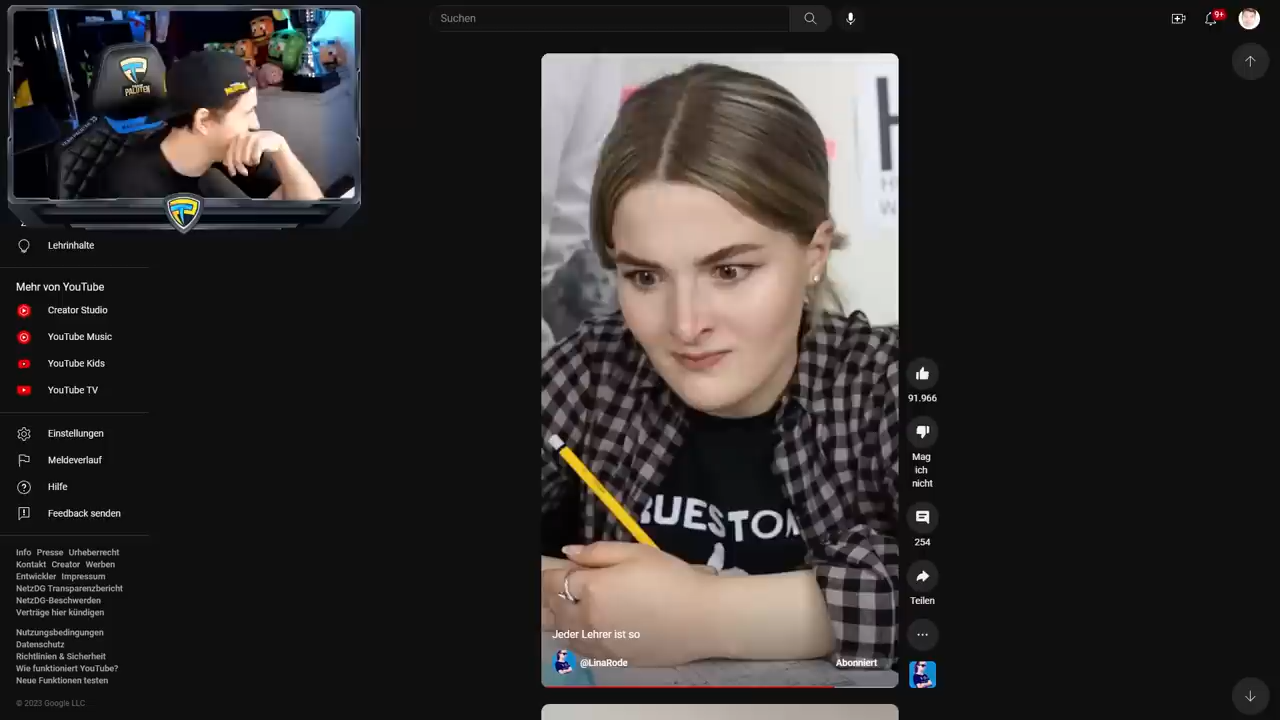 Suchen
9+
PALUTEN
Lehrinhalte
Mehr von YouTube
Creator Studio
YouTube Music
YouTube Kids
YouTube TV
Einstellungen
Meldeverlauf
Hilfe
Feedback senden
Info Presse Urheberrecht
Kontakt Creator Werben
Entwickler Impressum
NetzDG Transparenzbericht
NetzDG-Beschwerden
Verträge hier kündigen
Nutzungsbedingungen
Datenschutz
Richtlinien & Sicherheit
Wie funktioniert YouTube?
Neue Funktionen testen
© 2023 Google LLC
H
UESTON
Jeder Lehrer ist so
@LinaRode
Abonniert
91.966
Mag
ich
nicht
254
Teilen